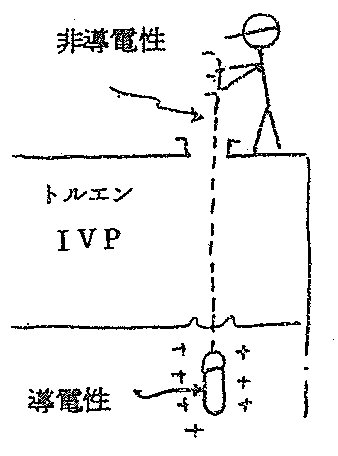 非導電性
トルエン
IVP
導電性
+ +
+ +
+ +
+